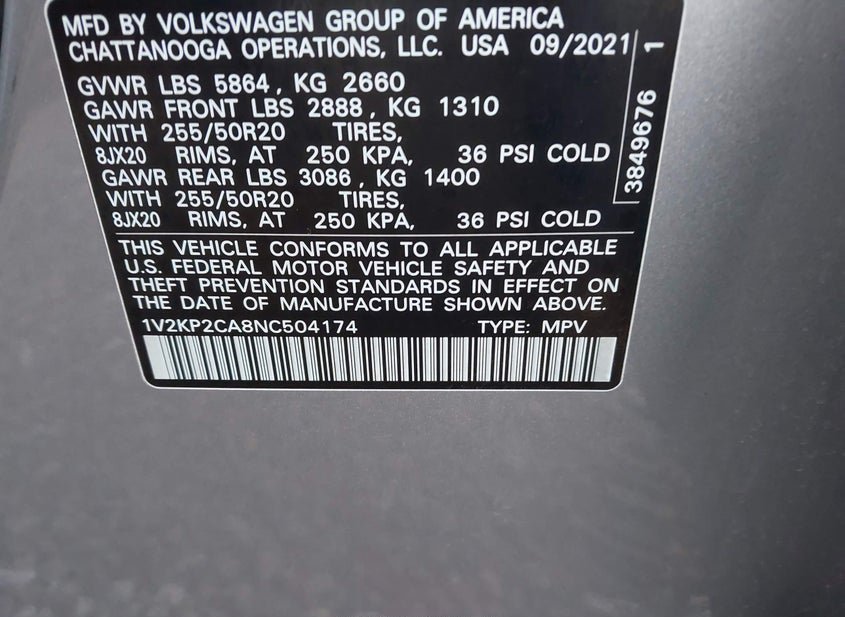 MFD BY VOLKSWAGEN GROUP OF AMERICA
CHATTANOOGA OPERATIONS, LLC. USA 09/2021
GVWR LBS 5864, KG 2660
GAWR FRONT LBS 2888, KG 1310
WITH 255/50R20 TIRES,
8JX20 RIMS, AT 250 KPA, 36 PSI COLD
GAWR REAR LBS 3086, KG 1400
WITH 255/50R20 TIRES,
8JX20 RIMS, AT 250 KPA, 36 PSI COLD
3849676 1
THIS VEHICLE CONFORMS TO ALL APPLICABLE
U.S. FEDERAL MOTOR VEHICLE SAFETY AND
THEFT PREVENTION STANDARDS IN EFFECT ON
THE DATE OF MANUFACTURE SHOWN ABOVE.
1V2KP2CA8NC504174 TYPE: MPV